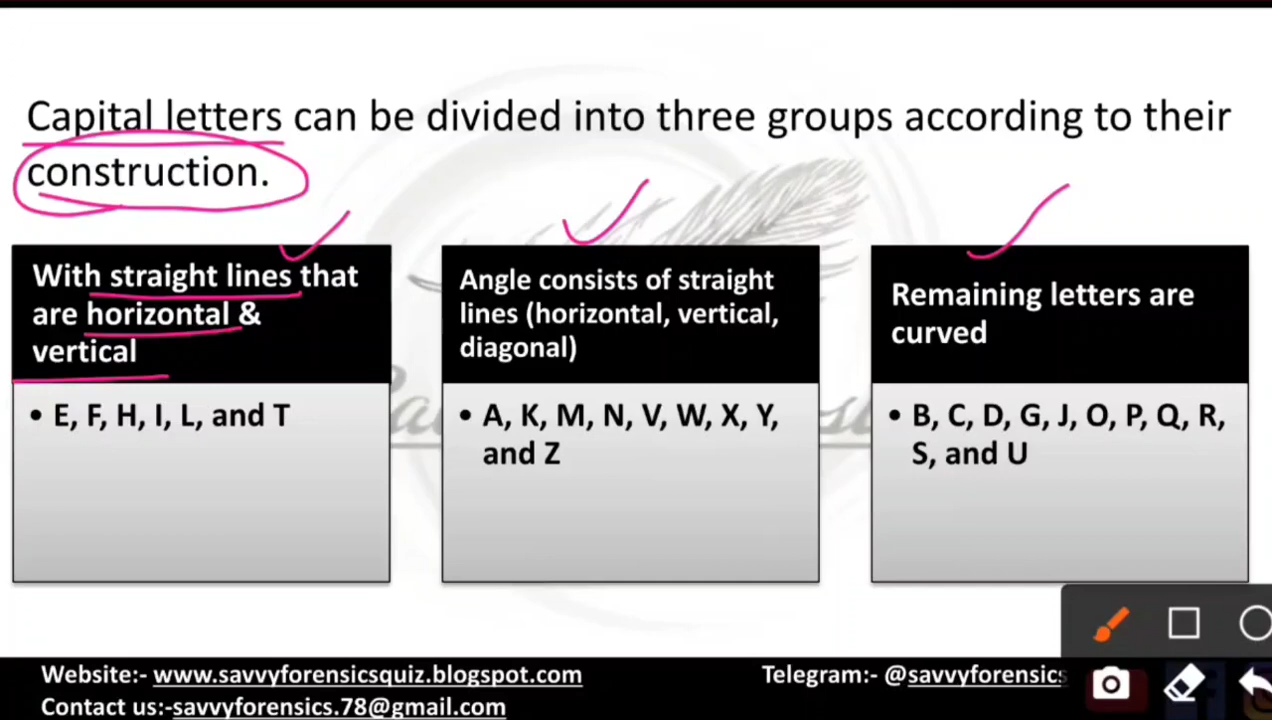 Capital letters can be divided into three groups according to their
construction.
With straight lines that
are horizontal &
vertical
• E, F, H, I, L, and T
Angle consists of straight
lines (horizontal, vertical,
diagonal)
• A, K, M, N, V, W, X, Y,
and Z
Remaining letters are
curved
• B, C, D, G, J, O, P, Q, R,
S, and U
Website:- www.savvyforensicsquiz.blogspot.com
Telegram:- @savvyforensics
Contact us:-savvyforensics.78@gmail.com